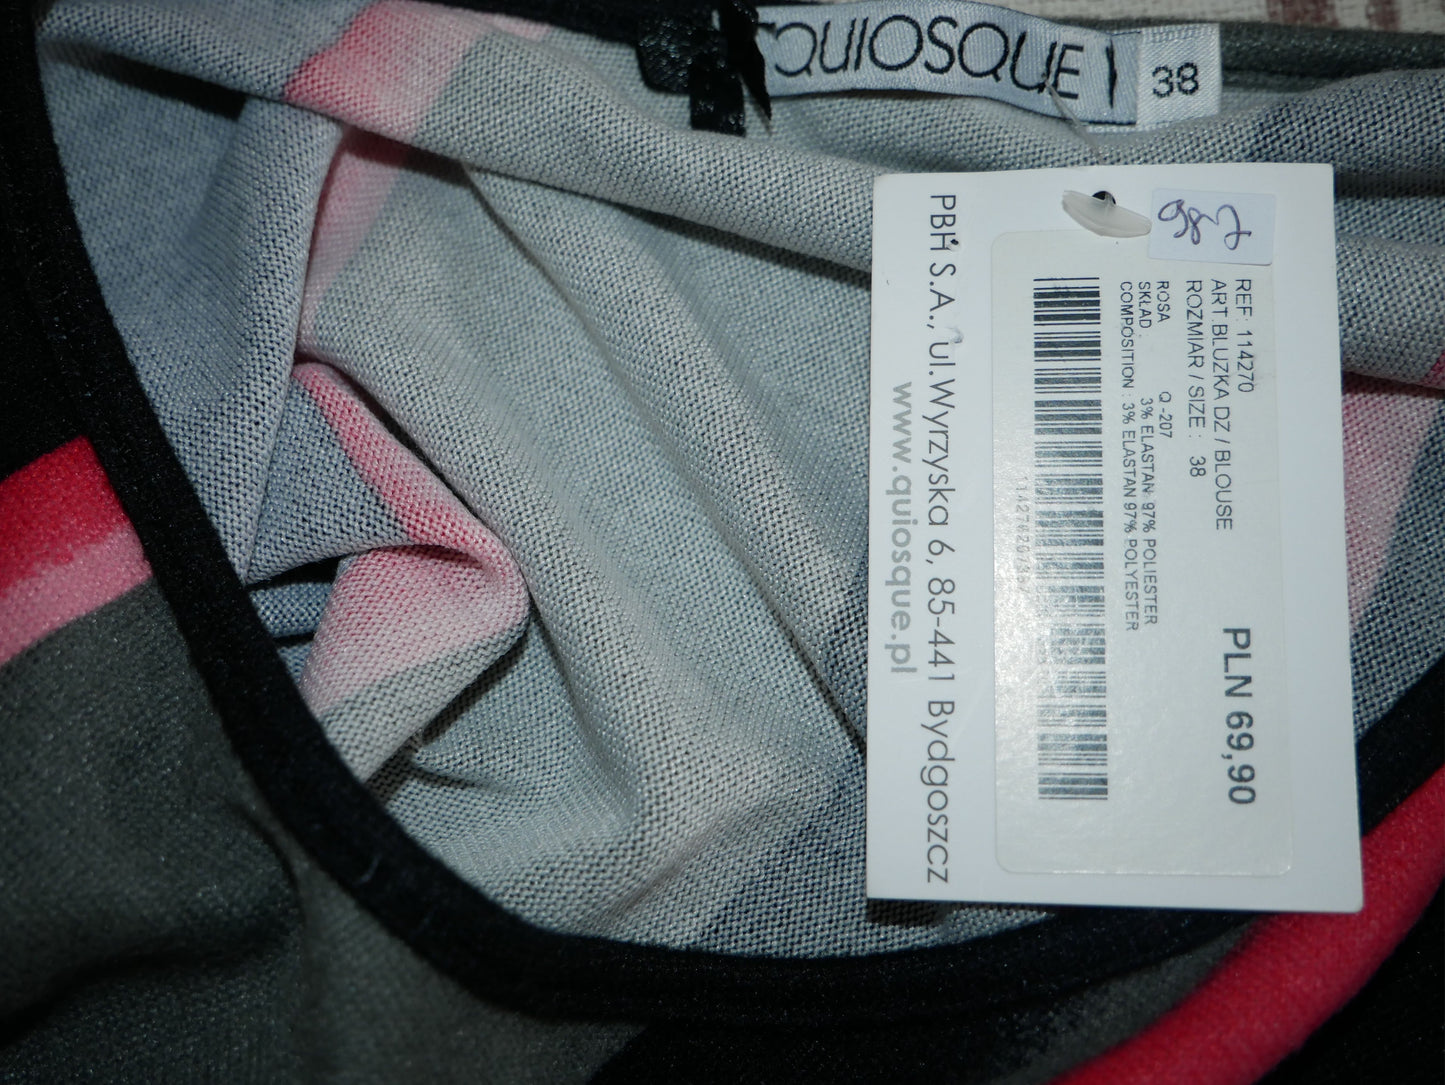 QUIOSQUE
38
PBH S.A., ul.Wyrzyska 6, 85-441 Bydgoszcz
www.quiosque.pl
REF: 114270
ART.BLUZKA DZ / BLOUSE
ROZMIAR / SIZE : 38
ROSA Q -207
SKŁAD : 3% ELASTAN 97% POLIESTER
COMPOSITION : 3% ELASTAN 97% POLYESTER
PLN 69,90